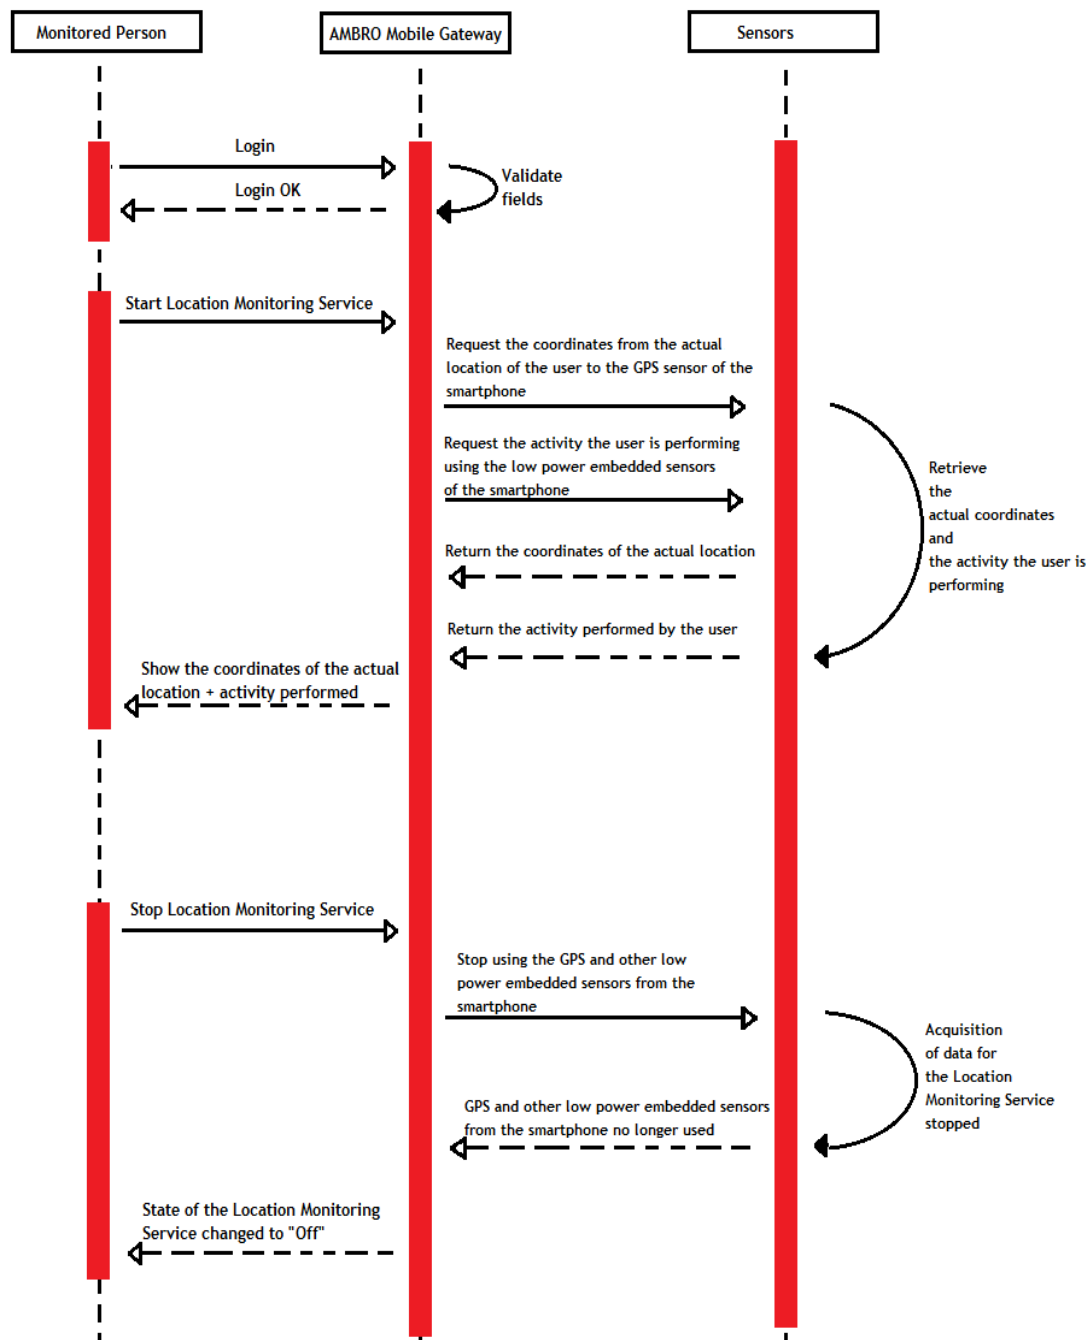 Monitored Person
AMBRO Mobile Gateway
Sensors
Login
Validate
fields
Login OK
Start Location Monitoring Service
Request the coordinates from the actual
location of the user to the GPS sensor of the
smartphone
Request the activity the user is performing
using the low power embedded sensors
of the smartphone
Retrieve
the
actual coordinates
and
the activity the user is
performing
Return the coordinates of the actual location
Return the activity performed by the user
Show the coordinates of the actual
location + activity performed
Stop Location Monitoring Service
Stop using the GPS and other low
power embedded sensors from the
smartphone
Acquisition
of data for
the Location
Monitoring Service
stopped
GPS and other low power embedded sensors
from the smartphone no longer used
State of the Location Monitoring
Service changed to "Off"